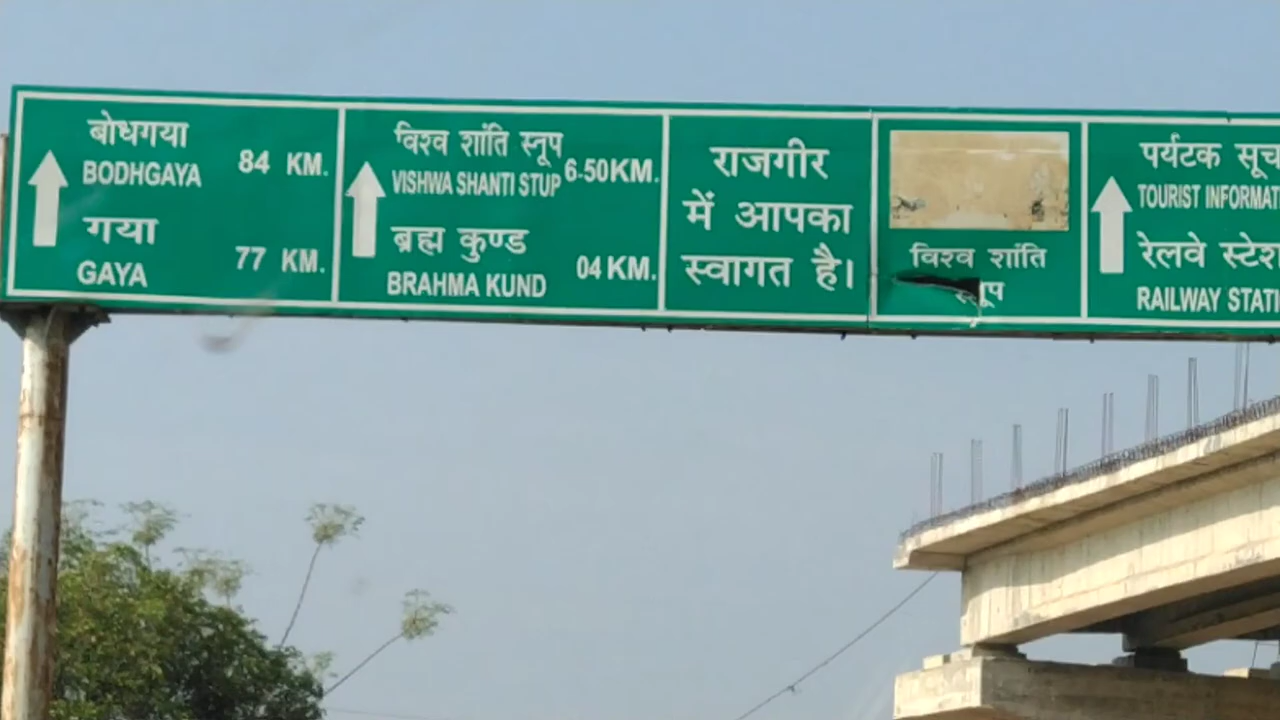 बोधगया
BODHGAYA 84 KM.
गया
GAYA 77 KM.
विश्व शांति स्तूप
VISHWA SHANTI STUP 6-50KM.
ब्रह्म कुण्ड
BRAHMA KUND 04 KM.
राजगीर
में आपका
स्वागत है।
विश्व शांति
स्तूप
पर्यटक सूच
TOURIST INFORMAT
रेलवे स्टे
RAILWAY STATI